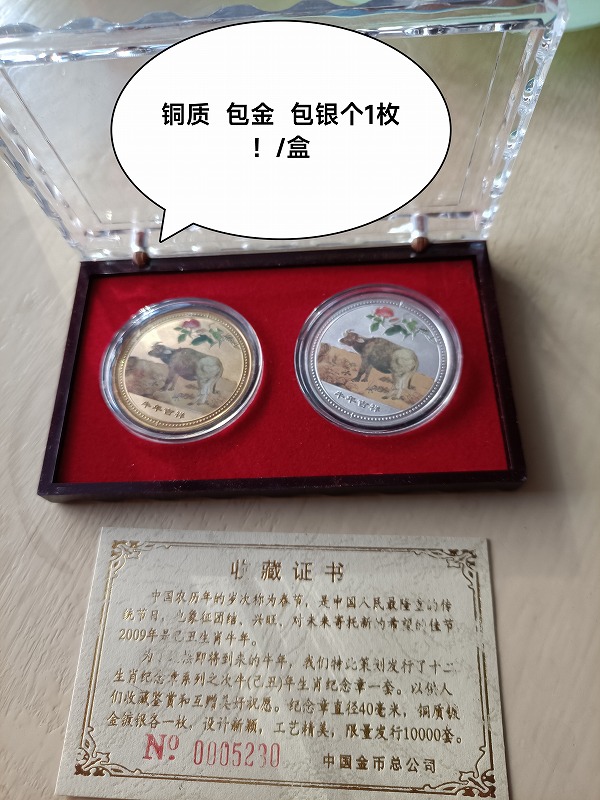 铜质 包金 包银个1枚
！/盒
牛年吉祥
牛年吉祥
收藏证书
中国农历年的岁次称为春节，是中国人民最隆重的传
统节日，也象征团结、兴旺，对未来寄托新的希望的佳节
2009年是己丑生肖牛年。
为了 即将到来的牛年，我们特此策划发行了十二
生肖纪念章系列之次牛(己丑)年生肖纪念章一套。以供人
们收藏鉴赏和互赠美好祝愿。纪念章直径40毫米，铜质镀
金镀银各一枚，设计新颖，工艺精美，限量发行10000套。
Nº 0005230
中国金币总公司